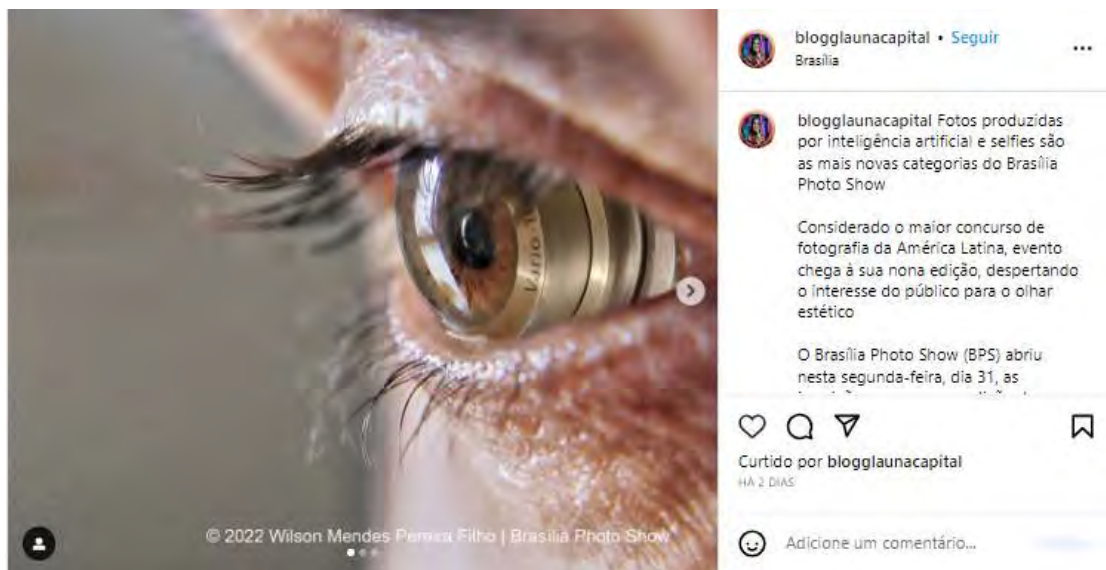 blogglaunacapital • Seguir
Brasília
blogglaunacapital Fotos produzidas
por inteligência artificial e selfies são
as mais novas categorias do Brasília
Photo Show
Considerado o maior concurso de
fotografia da América Latina, evento
chega à sua nona edição, despertando
o interesse do público para o olhar
estético
O Brasília Photo Show (BPS) abriu
nesta segunda-feira, dia 31, as
Curtido por blogglaunacapital
HÁ 2 DIAS
Adicione um comentário...
© 2022 Wilson Mendes Pereira Filho | Brasília Photo Show